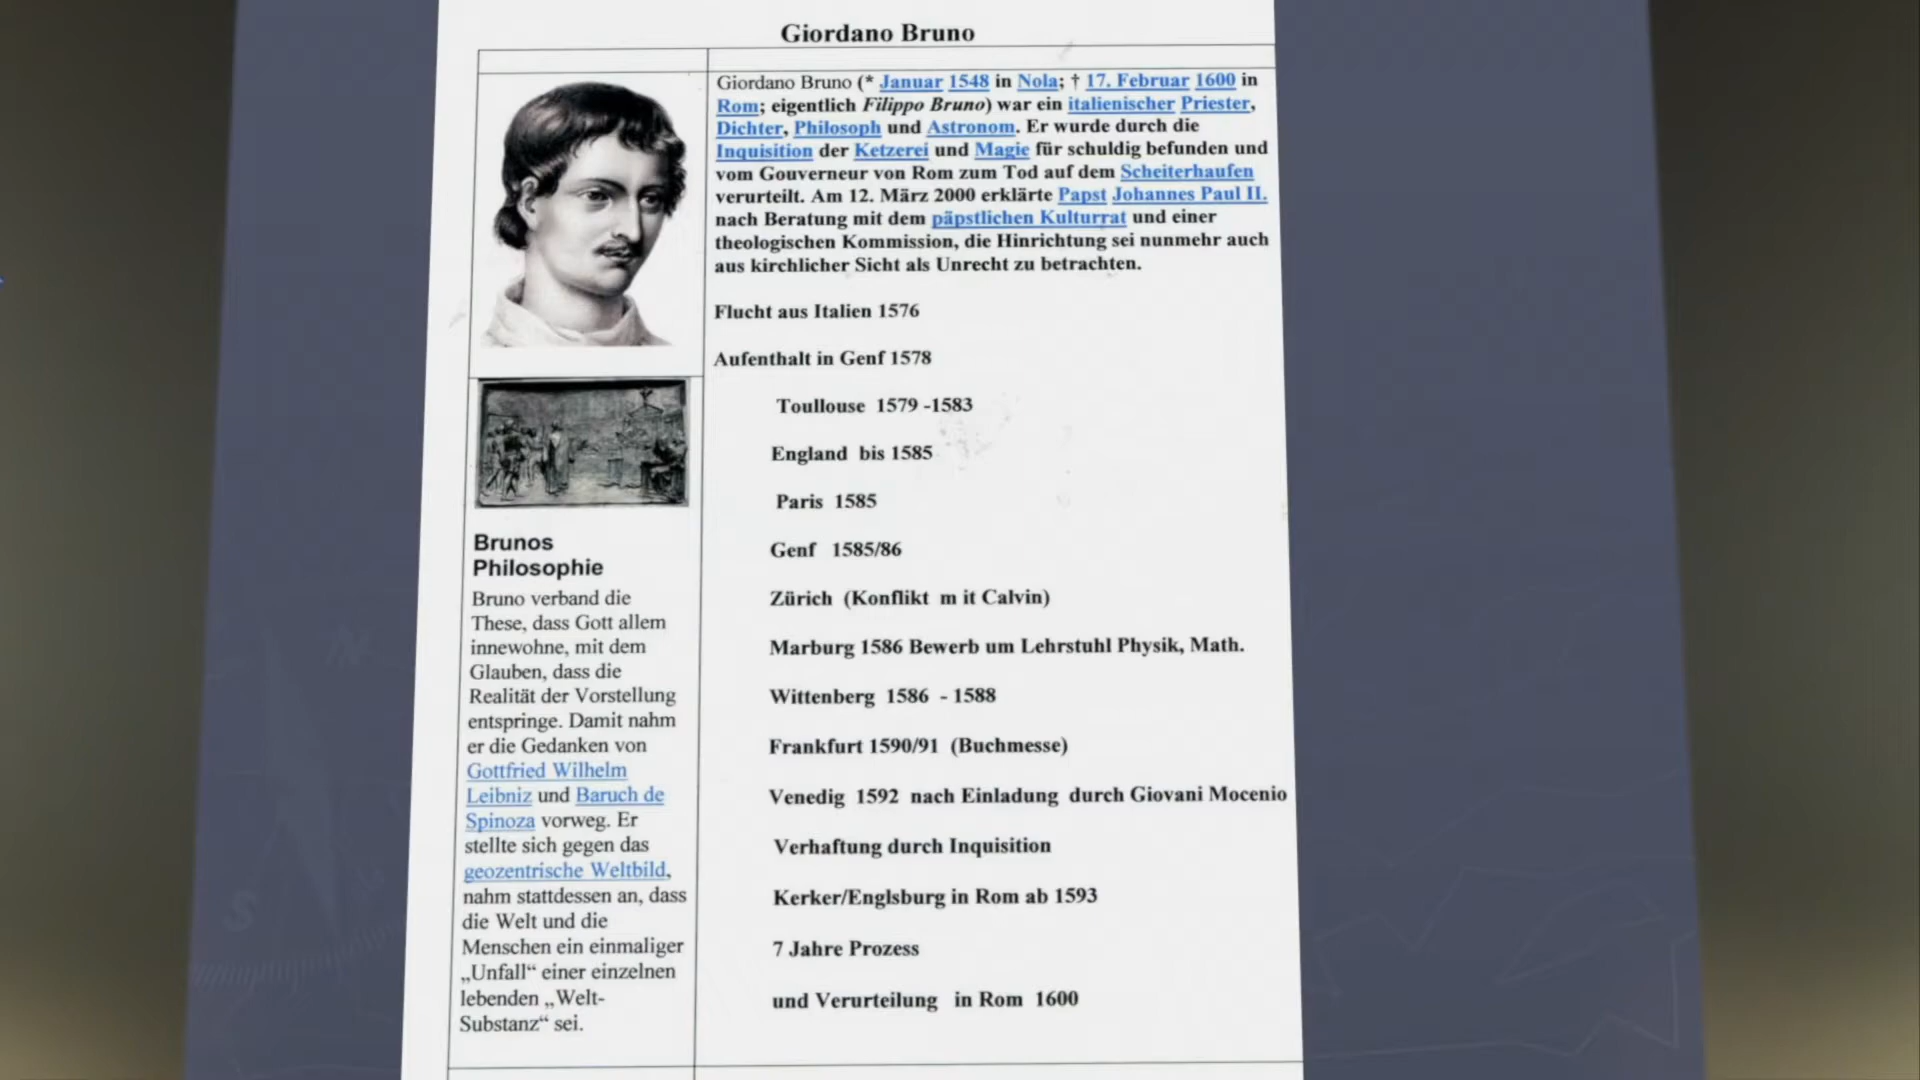 Giordano Bruno
Giordano Bruno (* Januar 1548 in Nola; † 17. Februar 1600 in
Rom; eigentlich Filippo Bruno) war ein italienischer Priester,
Dichter, Philosoph und Astronom. Er wurde durch die
Inquisition der Ketzerei und Magie für schuldig befunden und
vom Gouverneur von Rom zum Tod auf dem Scheiterhaufen
verurteilt. Am 12. März 2000 erklärte Papst Johannes Paul II.
nach Beratung mit dem päpstlichen Kulturrat und einer
theologischen Kommission, die Hinrichtung sei nunmehr auch
aus kirchlicher Sicht als Unrecht zu betrachten.
Flucht aus Italien 1576
Aufenthalt in Genf 1578
Toullouse 1579 -1583
England bis 1585
Paris 1585
Genf 1585/86
Zürich (Konflikt m it Calvin)
Marburg 1586 Bewerb um Lehrstuhl Physik, Math.
Wittenberg 1586 - 1588
Frankfurt 1590/91 (Buchmesse)
Venedig 1592 nach Einladung durch Giovani Mocenio
Verhaftung durch Inquisition
Kerker/Englsburg in Rom ab 1593
7 Jahre Prozess
und Verurteilung in Rom 1600
Brunos
Philosophie
Bruno verband die
These, dass Gott allem
innewohne, mit dem
Glauben, dass die
Realität der Vorstellung
entspringe. Damit nahm
er die Gedanken von
Gottfried Wilhelm
Leibniz und Baruch de
Spinoza vorweg. Er
stellte sich gegen das
geozentrische Weltbild,
nahm stattdessen an, dass
die Welt und die
Menschen ein einmaliger
„Unfall“ einer einzelnen
lebenden „Welt-
Substanz“ sei.
N
S